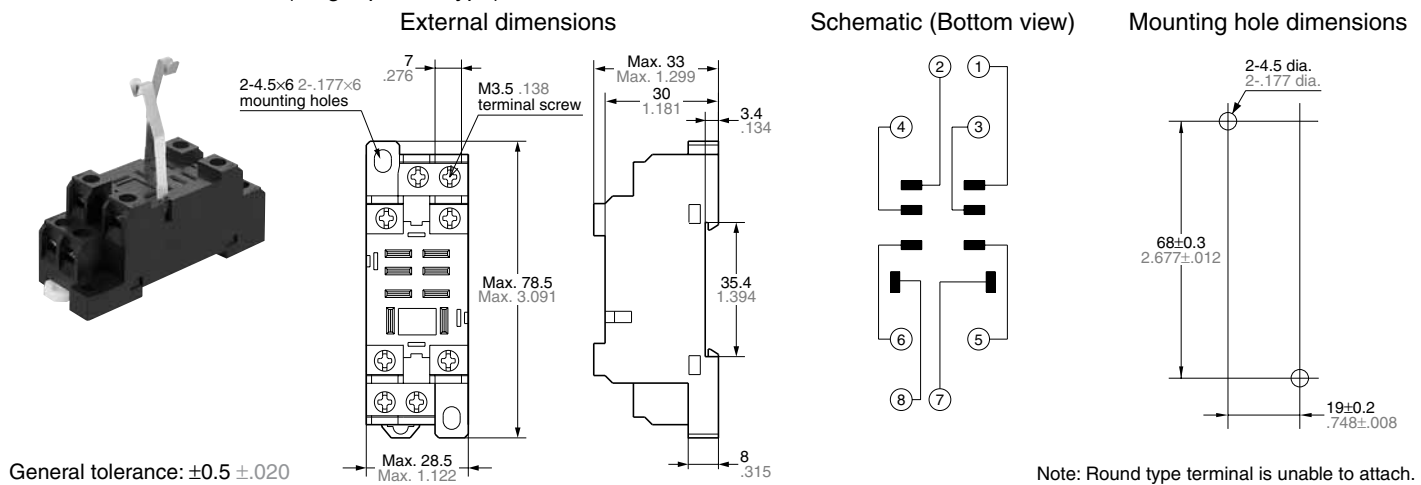 External dimensions
Schematic (Bottom view)
Mounting hole dimensions
7
.276
2-4.5×6 2-.177×6
mounting holes
M3.5 .138
terminal screw
Max. 78.5
Max. 3.091
Max. 28.5
Max. 1.122
Max. 33
Max. 1.299
30
1.181
3.4
.134
35.4
1.394
8
.315
2
1
4
3
6
5
8
7
2-4.5 dia.
2-.177 dia.
68±0.3
2.677±.012
19±0.2
.748±.008
General tolerance: ±0.5 ±.020
Note: Round type terminal is unable to attach.